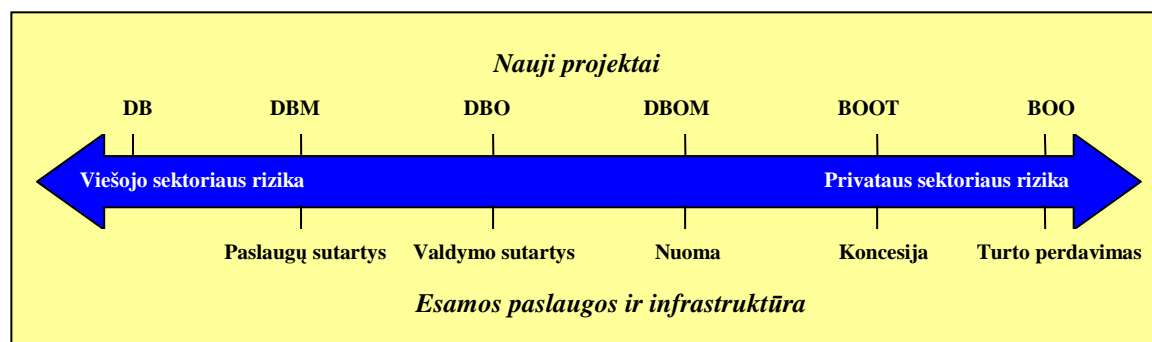 Nauji projektai
DB DBM DBO DBOM BOOT BOO
Viešojo sektoriaus rizika Privataus sektoriaus rizika
Paslaugų sutartys Valdymo sutartys Nuoma Koncesija Turto perdavimas
Esamos paslaugos ir infrastruktūra